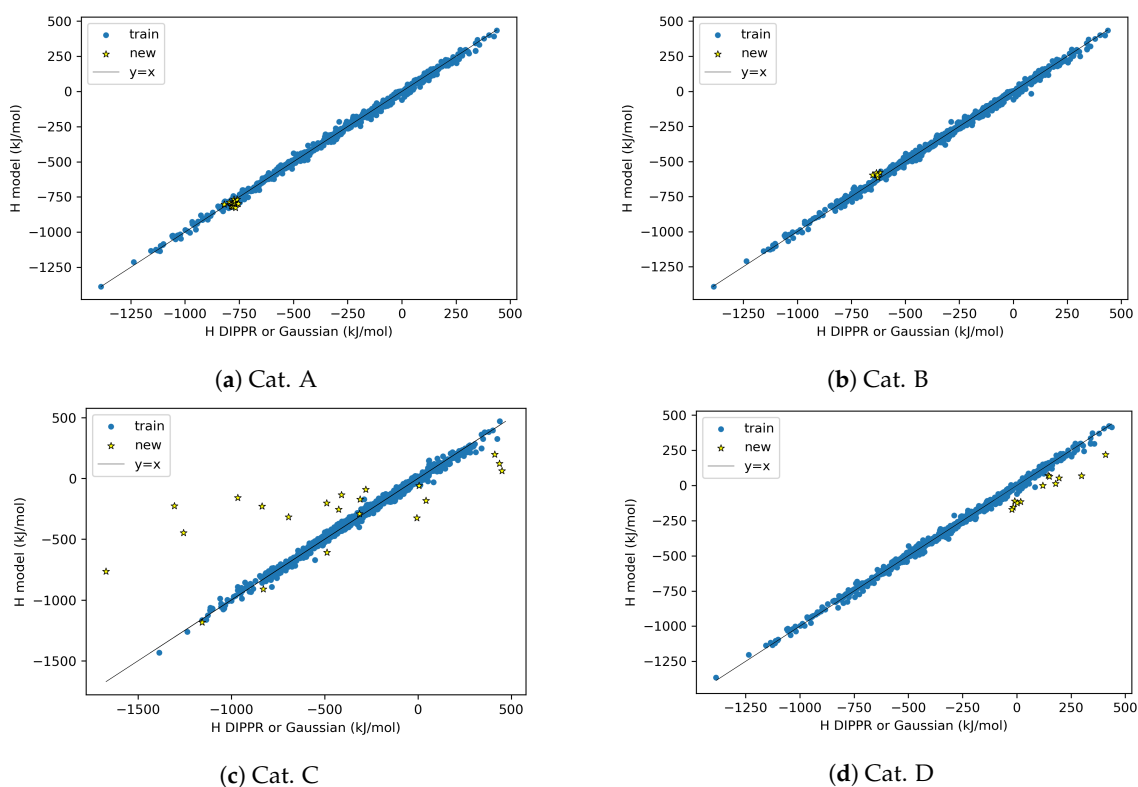 500
250
0
−250
−500
−750
−1000
−1250
H model (kJ/mol)
train
new
y=x
−1250 −1000 −750 −500 −250 0 250 500
H DIPPR or Gaussian (kJ/mol)
(a) Cat. A
500
250
0
−250
−500
−750
−1000
−1250
H model (kJ/mol)
train
new
y=x
−1250 −1000 −750 −500 −250 0 250 500
H DIPPR or Gaussian (kJ/mol)
(b) Cat. B
500
0
−500
−1000
−1500
H model (kJ/mol)
train
new
y=x
−1500 −1000 −500 0 500
H DIPPR or Gaussian (kJ/mol)
(c) Cat. C
500
250
0
−250
−500
−750
−1000
−1250
H model (kJ/mol)
train
new
y=x
−1250 −1000 −750 −500 −250 0 250 500
H DIPPR or Gaussian (kJ/mol)
(d) Cat. D